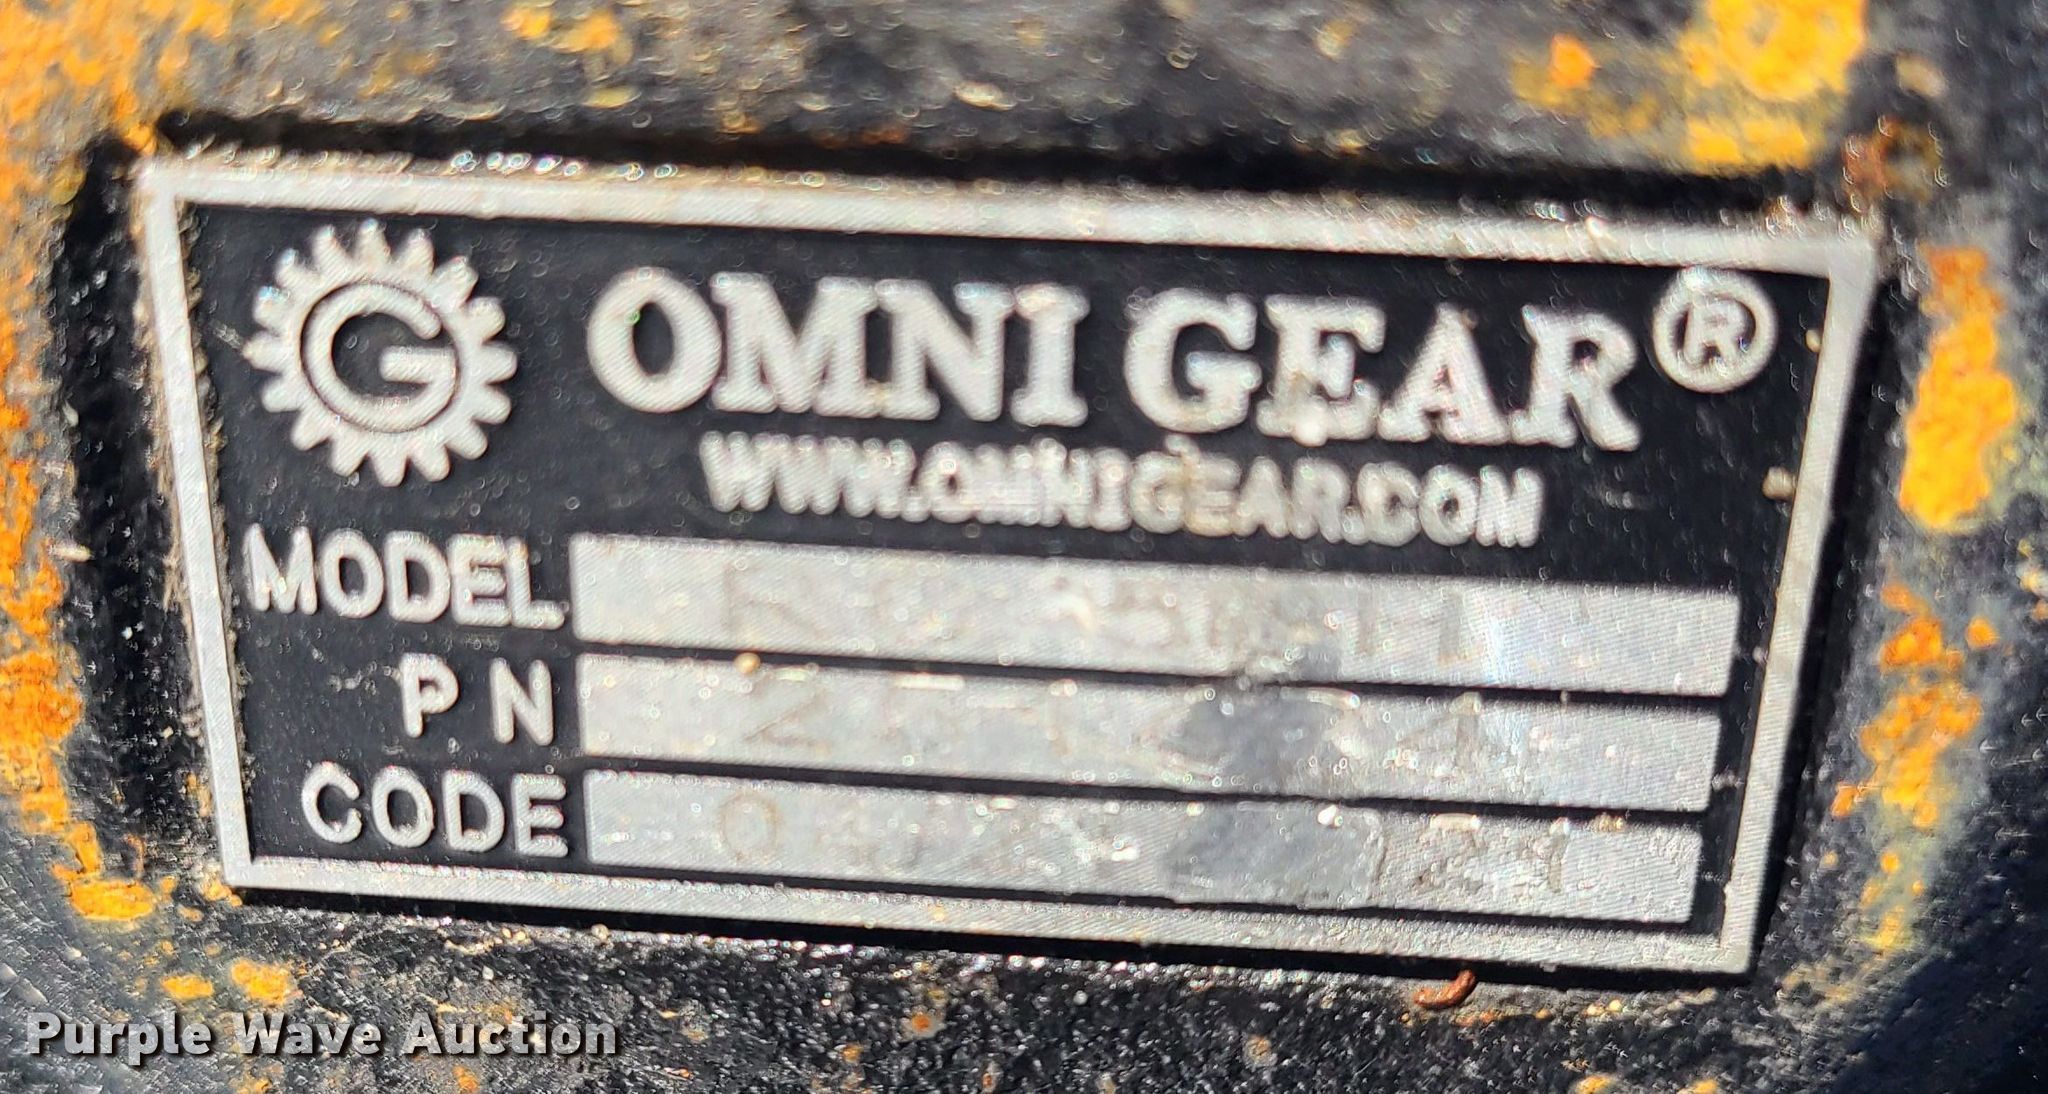 G OMNI GEAR®
WWW.OMNIGEAR.COM
MODEL
P N
CODE
Purple Wave Auction